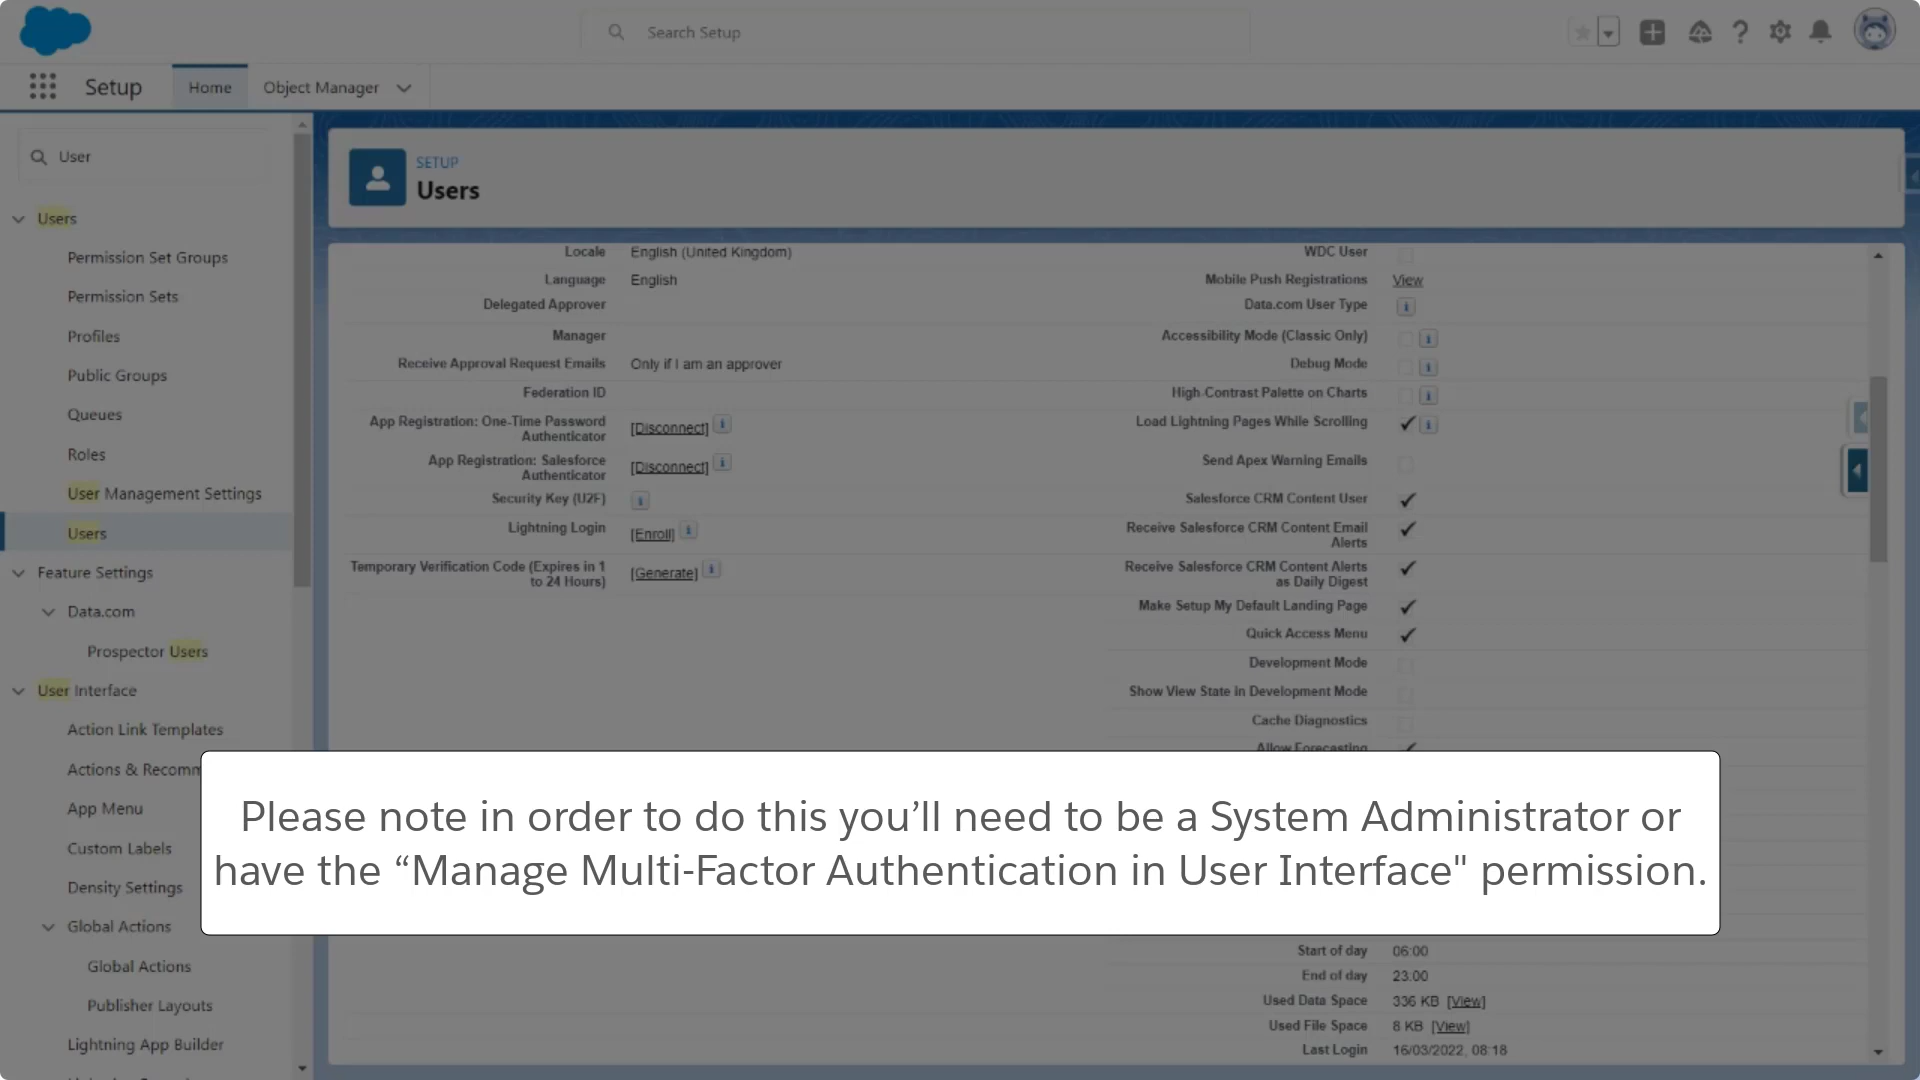 Search Setup
Setup
Home
Object Manager
User
Users
Permission Set Groups
Permission Sets
Profiles
Public Groups
Queues
Roles
User Management Settings
Users
Feature Settings
Data.com
Prospector Users
User Interface
Action Link Templates
Actions & Recomm
App Menu
Custom Labels
Density Settings
Global Actions
Global Actions
Publisher Layouts
Lightning App Builder
SETUP
Users
Locale English (United Kingdom)
Language English
Delegated Approver
Manager
Receive Approval Request Emails Only if I am an approver
Federation ID
App Registration: One-Time Password
Authenticator [Disconnect]
App Registration: Salesforce
Authenticator [Disconnect]
Security Key (U2F)
Lightning Login [Enroll]
Temporary Verification Code (Expires in 1
to 24 Hours) [Generate]
WDC User
Mobile Push Registrations View
Data.com User Type
Accessibility Mode (Classic Only)
Debug Mode
High-Contrast Palette on Charts
Load Lightning Pages While Scrolling
Send Apex Warning Emails
Salesforce CRM Content User
Receive Salesforce CRM Content Email
Alerts
Receive Salesforce CRM Content Alerts
as Daily Digest
Make Setup My Default Landing Page
Quick Access Menu
Development Mode
Show View State in Development Mode
Cache Diagnostics
Allow Forecasting
Please note in order to do this you’ll need to be a System Administrator or
have the “Manage Multi-Factor Authentication in User Interface" permission.
Start of day 06:00
End of day 23:00
Used Data Space 336 KB [View]
Used File Space 8 KB [View]
Last Login 16/03/2022, 08:18